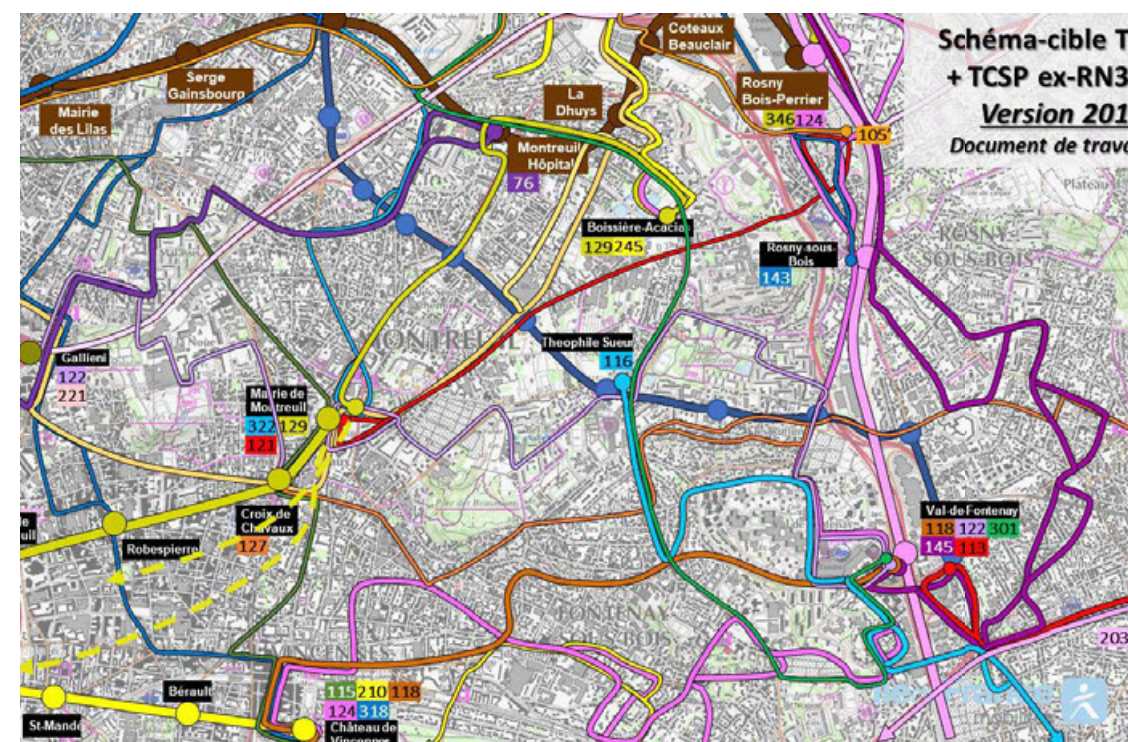 Schéma-cible T
+ TCSP ex-RN3
Version 201
Document de trava
Coteaux
Beauclair
Serge
Gainsbourg
Mairie
des Lilas
La
Dhuys
Rosny
Bois-Perrier
346 124
105'
Montreuil
Hôpital
76
Plateau
Boissière-Acacia
129 245
Rosny-sous-
Bois
143
ROSNY
SOUS-BOIS
Noue
MONTREUIL
Gallieni
122
221
Theophile Sueur
116
Mairie de
Montreuil
322 129
121
Croix de
Chavaux
127
Robespierre
Val-de-Fontenay
118 122 301
145 113
FONTENAY
SOUS-BOIS
VINCENNES
203
115 210 118
124 318
Bérault
St-Mandé
Château de
Vincennes
mobil